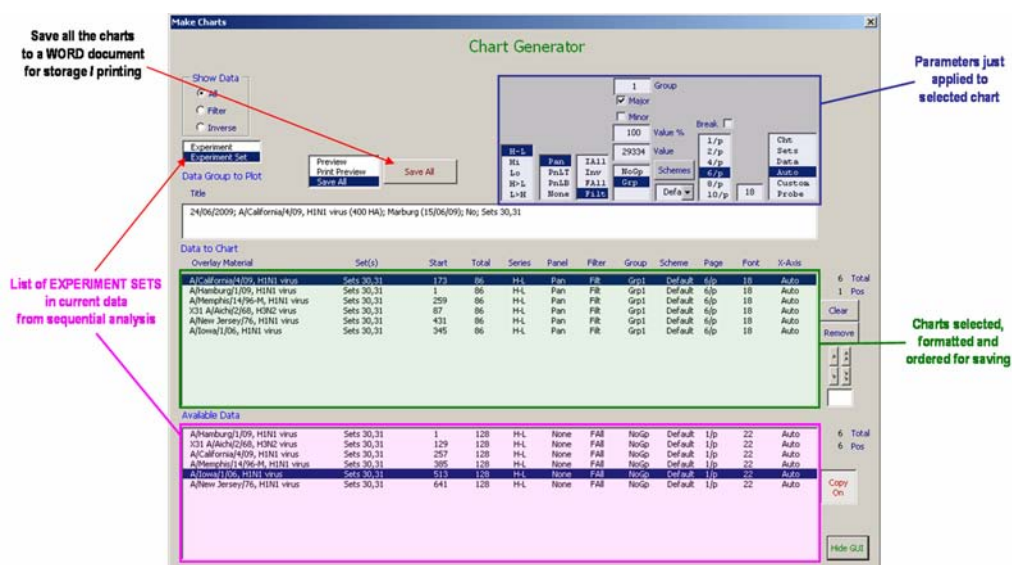 Make Charts
Chart Generator
Save all the charts
to a WORD document
for storage / printing
Parameters just
applied to
selected chart
Show Data
All
Filter
Inverse
Experiment
Experiment Set
Data Group to Plot
Preview
Print Preview
Save All
Save All
1 Group
Major
Minor
100 Value %
29334 Value
Break
H-L
Hi
Lo
H>L
L>H
Pan
PnLT
PnLB
None
IAll
Inv
FAll
Filt
NoGp
Grp
Schemes
Defa
1/p
2/p
4/p
6/p
8/p
10/p
18
Cht
Sets
Data
Auto
Custom
Probe
Title
24/06/2009; A/California/4/09, H1N1 virus (400 HA); Marburg (15/06/09); No; Sets 30,31
Data to Chart
Overlay Material Set(s) Start Total Series Panel Filter Group Scheme Page Font X-Axis
A/California/4/09, H1N1 virus Sets 30,31 173 86 H-L Pan Filt Grp1 Default 6/p 18 Auto
A/Hamburg/1/09, H1N1 virus Sets 30,31 1 86 H-L Pan Filt Grp1 Default 6/p 18 Auto
A/Memphis/14/96-M, H1N1 virus Sets 30,31 259 86 H-L Pan Filt Grp1 Default 6/p 18 Auto
X31 A/Aichi/2/68, H3N2 virus Sets 30,31 87 86 H-L Pan Filt Grp1 Default 6/p 18 Auto
A/New Jersey/76, H1N1 virus Sets 30,31 431 86 H-L Pan Filt Grp1 Default 6/p 18 Auto
A/Iowa/1/06, H1N1 virus Sets 30,31 345 86 H-L Pan Filt Grp1 Default 6/p 18 Auto
6 Total
1 Pos
Clear
Remove
List of EXPERIMENT SETS
in current data
from sequential analysis
Charts selected,
formatted and
ordered for saving
Available Data
A/Hamburg/1/09, H1N1 virus Sets 30,31 1 128 H-L None FAll NoGp Default 1/p 22 Auto
X31 A/Aichi/2/68, H3N2 virus Sets 30,31 129 128 H-L None FAll NoGp Default 1/p 22 Auto
A/California/4/09, H1N1 virus Sets 30,31 257 128 H-L None FAll NoGp Default 1/p 22 Auto
A/Memphis/14/96-M, H1N1 virus Sets 30,31 385 128 H-L None FAll NoGp Default 1/p 22 Auto
A/Iowa/1/06, H1N1 virus Sets 30,31 513 128 H-L None FAll NoGp Default 1/p 22 Auto
A/New Jersey/76, H1N1 virus Sets 30,31 641 128 H-L None FAll NoGp Default 1/p 22 Auto
6 Total
6 Pos
Copy
On
Hide GUI